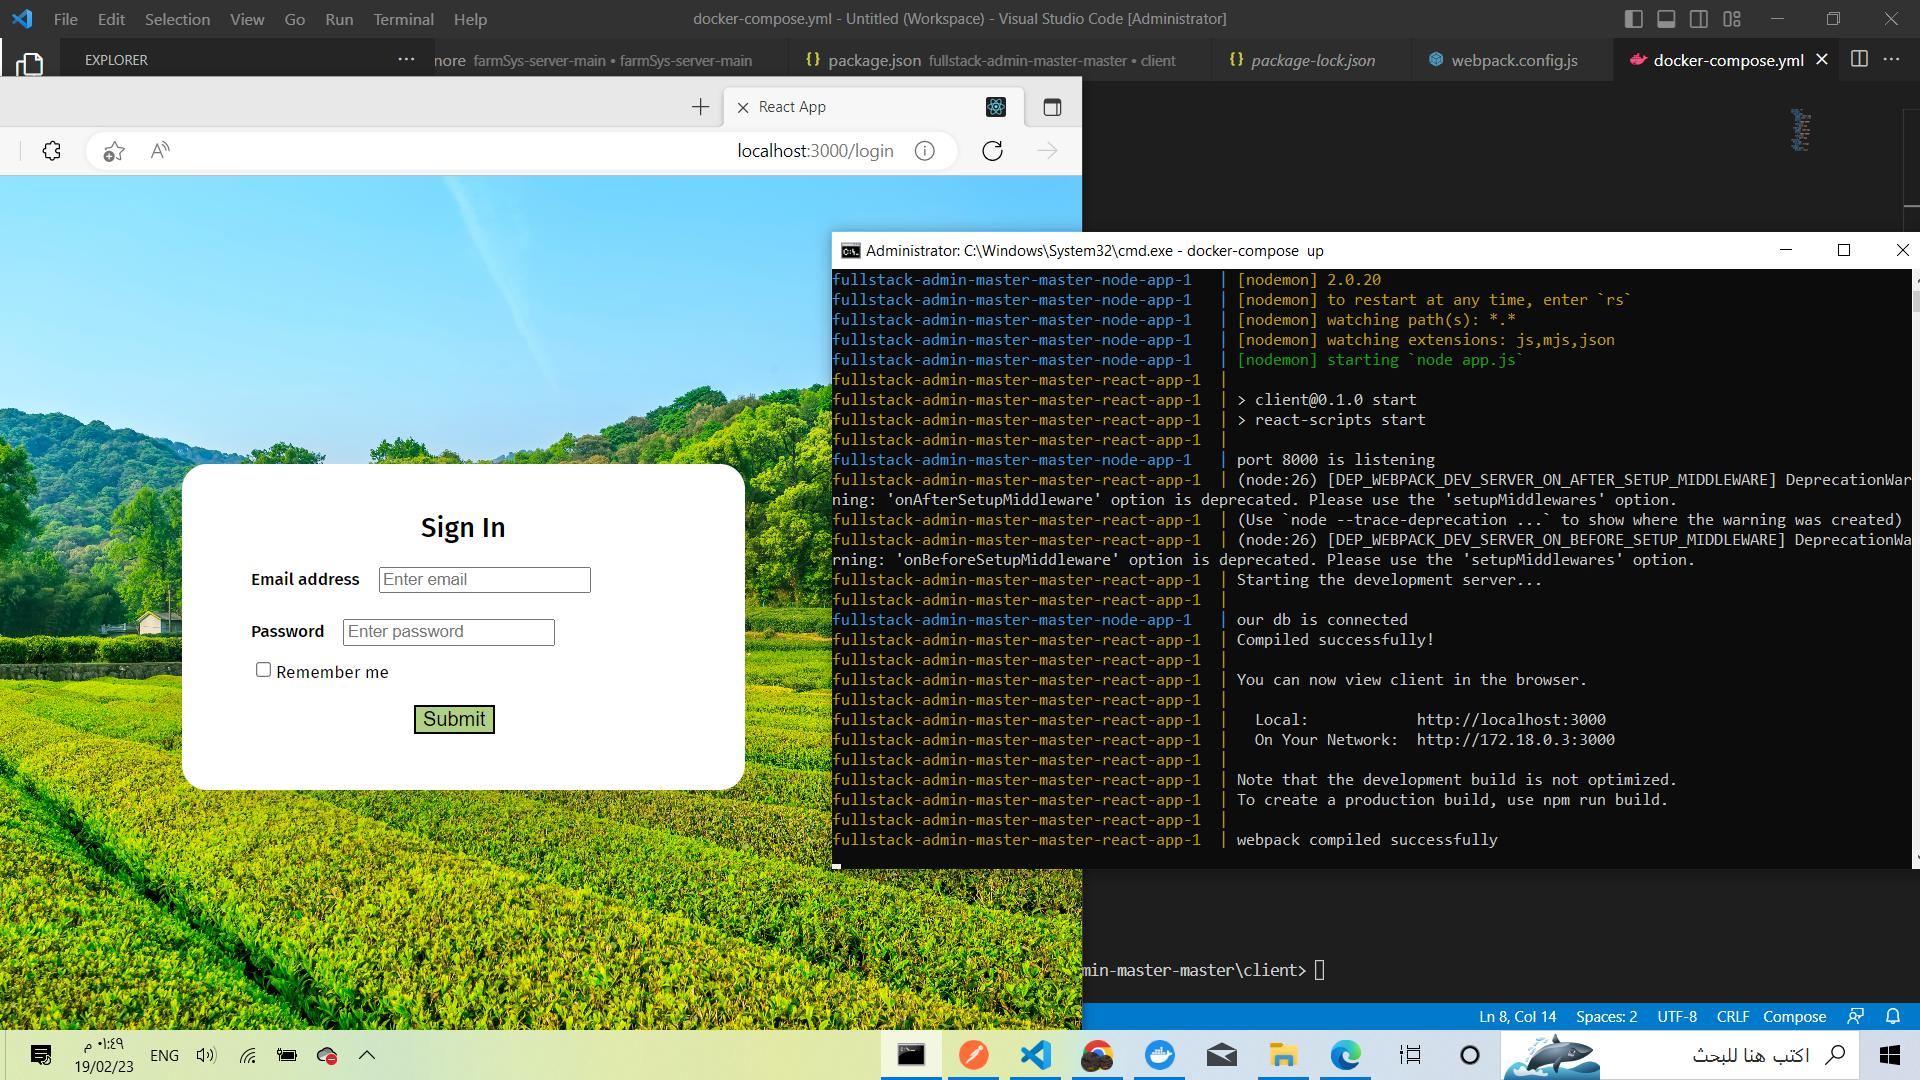 File Edit Selection View Go Run Terminal Help
docker-compose.yml - Untitled (Workspace) - Visual Studio Code [Administrator]
EXPLORER
nore farmSys-server-main • farmSys-server-main
package.json fullstack-admin-master-master • client
package-lock.json
webpack.config.js
docker-compose.yml
React App
localhost:3000/login
Sign In
Email address Enter email
Password Enter password
Remember me
Submit
Administrator: C:\Windows\System32\cmd.exe - docker-compose up
fullstack-admin-master-master-node-app-1 | [nodemon] 2.0.20
fullstack-admin-master-master-node-app-1 | [nodemon] to restart at any time, enter `rs`
fullstack-admin-master-master-node-app-1 | [nodemon] watching path(s): *.*
fullstack-admin-master-master-node-app-1 | [nodemon] watching extensions: js,mjs,json
fullstack-admin-master-master-node-app-1 | [nodemon] starting `node app.js`
fullstack-admin-master-master-react-app-1 |
fullstack-admin-master-master-react-app-1 | > client@0.1.0 start
fullstack-admin-master-master-react-app-1 | > react-scripts start
fullstack-admin-master-master-react-app-1 |
fullstack-admin-master-master-node-app-1 | port 8000 is listening
fullstack-admin-master-master-react-app-1 | (node:26) [DEP_WEBPACK_DEV_SERVER_ON_AFTER_SETUP_MIDDLEWARE] DeprecationWar
ning: 'onAfterSetupMiddleware' option is deprecated. Please use the 'setupMiddlewares' option.
fullstack-admin-master-master-react-app-1 | (Use `node --trace-deprecation ...` to show where the warning was created)
fullstack-admin-master-master-react-app-1 | (node:26) [DEP_WEBPACK_DEV_SERVER_ON_BEFORE_SETUP_MIDDLEWARE] DeprecationWa
rning: 'onBeforeSetupMiddleware' option is deprecated. Please use the 'setupMiddlewares' option.
fullstack-admin-master-master-react-app-1 | Starting the development server...
fullstack-admin-master-master-react-app-1 |
fullstack-admin-master-master-node-app-1 | our db is connected
fullstack-admin-master-master-react-app-1 | Compiled successfully!
fullstack-admin-master-master-react-app-1 |
fullstack-admin-master-master-react-app-1 | You can now view client in the browser.
fullstack-admin-master-master-react-app-1 |
fullstack-admin-master-master-react-app-1 | Local: http://localhost:3000
fullstack-admin-master-master-react-app-1 | On Your Network: http://172.18.0.3:3000
fullstack-admin-master-master-react-app-1 |
fullstack-admin-master-master-react-app-1 | Note that the development build is not optimized.
fullstack-admin-master-master-react-app-1 | To create a production build, use npm run build.
fullstack-admin-master-master-react-app-1 |
fullstack-admin-master-master-react-app-1 | webpack compiled successfully
min-master-master\client>
Ln 8, Col 14 Spaces: 2 UTF-8 CRLF Compose
٠١:٤٩ م
19/02/23
ENG
اكتب هنا للبحث